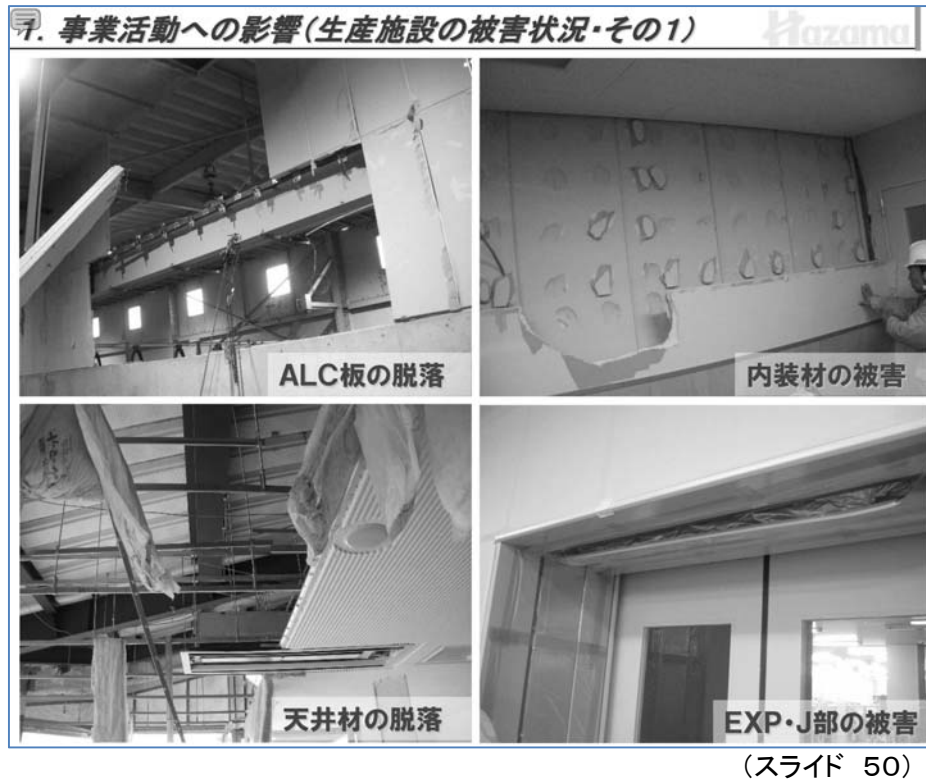 7. 事業活動への影響(生産施設の被害状況・その1)
Hazama
ALC板の脱落
内装材の被害
天井材の脱落
EXP・J部の被害
(スライド 50)